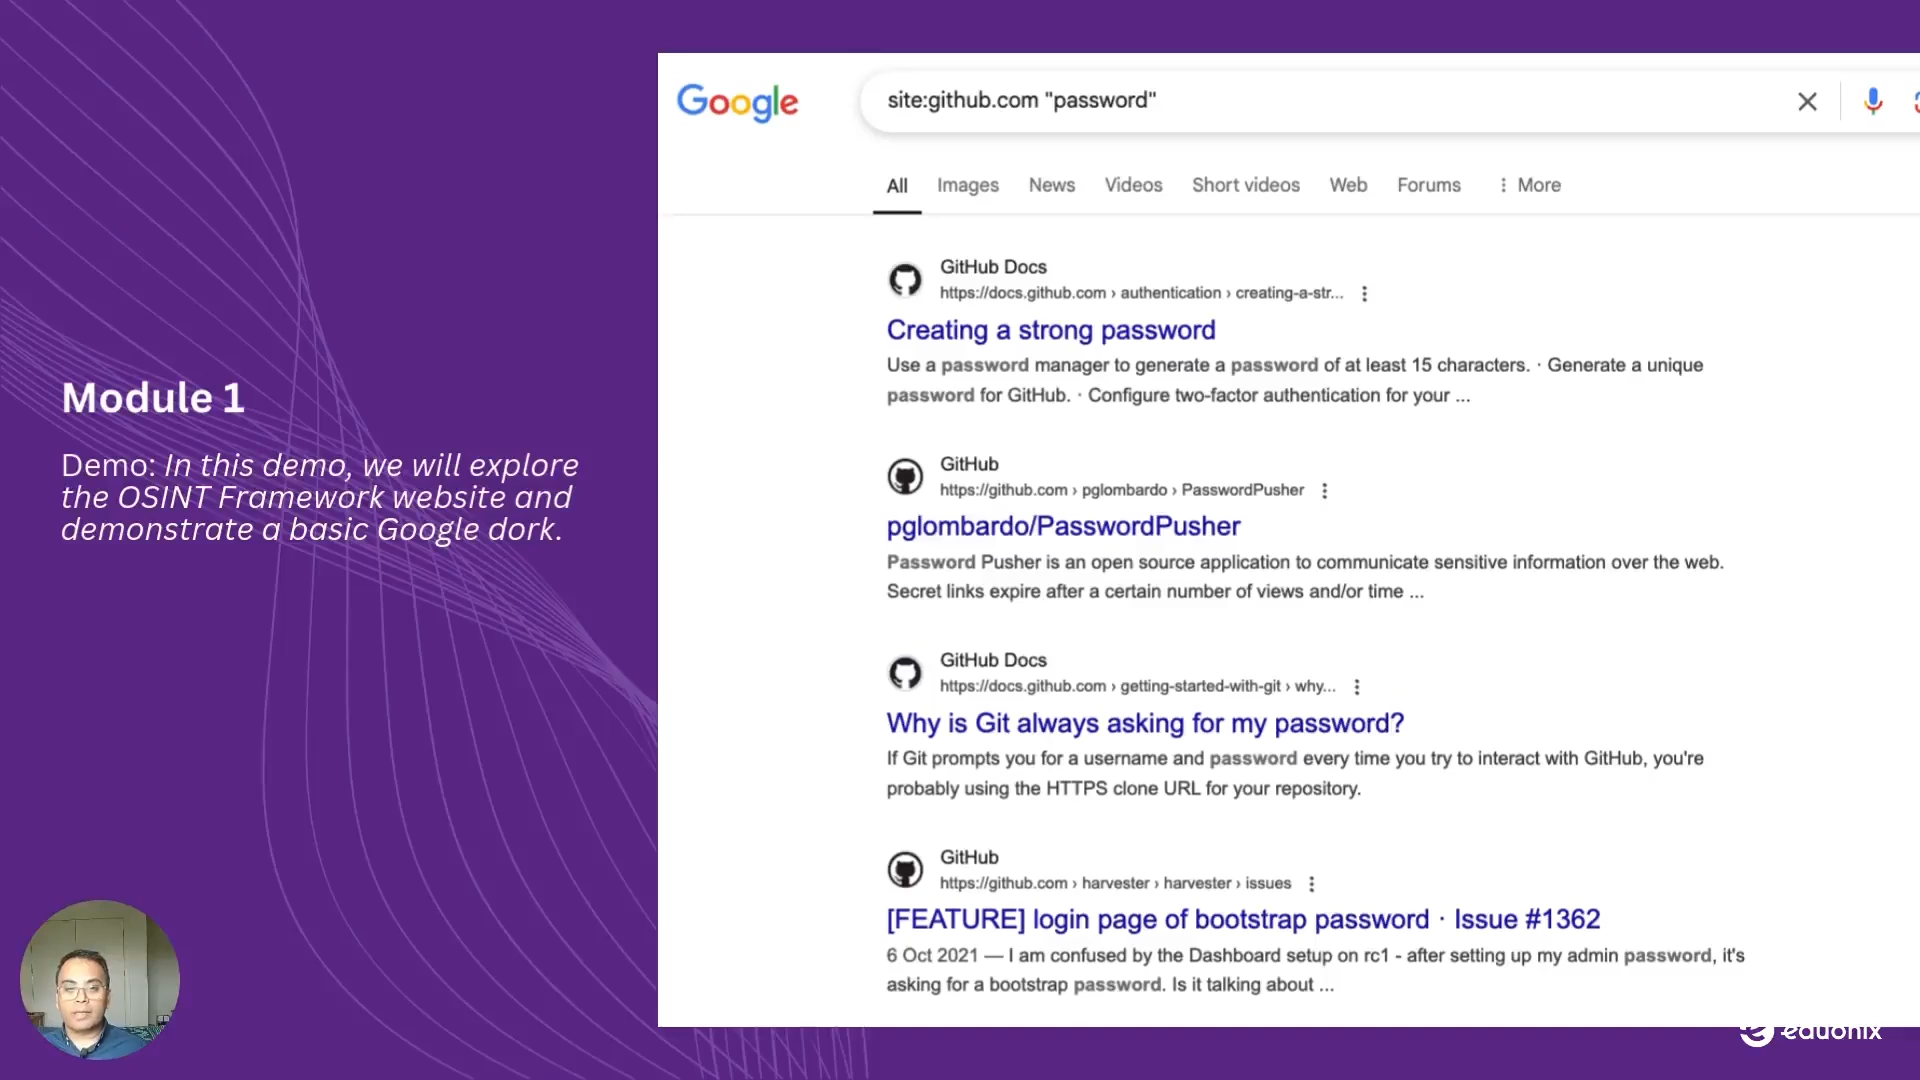 Module 1
Demo: In this demo, we will explore
the OSINT Framework website and
demonstrate a basic Google dork.
Google
site:github.com "password"
All Images News Videos Short videos Web Forums More
GitHub Docs
https://docs.github.com › authentication › creating-a-str...
Creating a strong password
Use a password manager to generate a password of at least 15 characters. · Generate a unique
password for GitHub. · Configure two-factor authentication for your ...
GitHub
https://github.com › pglombardo › PasswordPusher
pglombardo/PasswordPusher
Password Pusher is an open source application to communicate sensitive information over the web.
Secret links expire after a certain number of views and/or time ...
GitHub Docs
https://docs.github.com › getting-started-with-git › why...
Why is Git always asking for my password?
If Git prompts you for a username and password every time you try to interact with GitHub, you're
probably using the HTTPS clone URL for your repository.
GitHub
https://github.com › harvester › harvester › issues
[FEATURE] login page of bootstrap password · Issue #1362
6 Oct 2021 — I am confused by the Dashboard setup on rc1 - after setting up my admin password, it's
asking for a bootstrap password. Is it talking about ...
eduonix